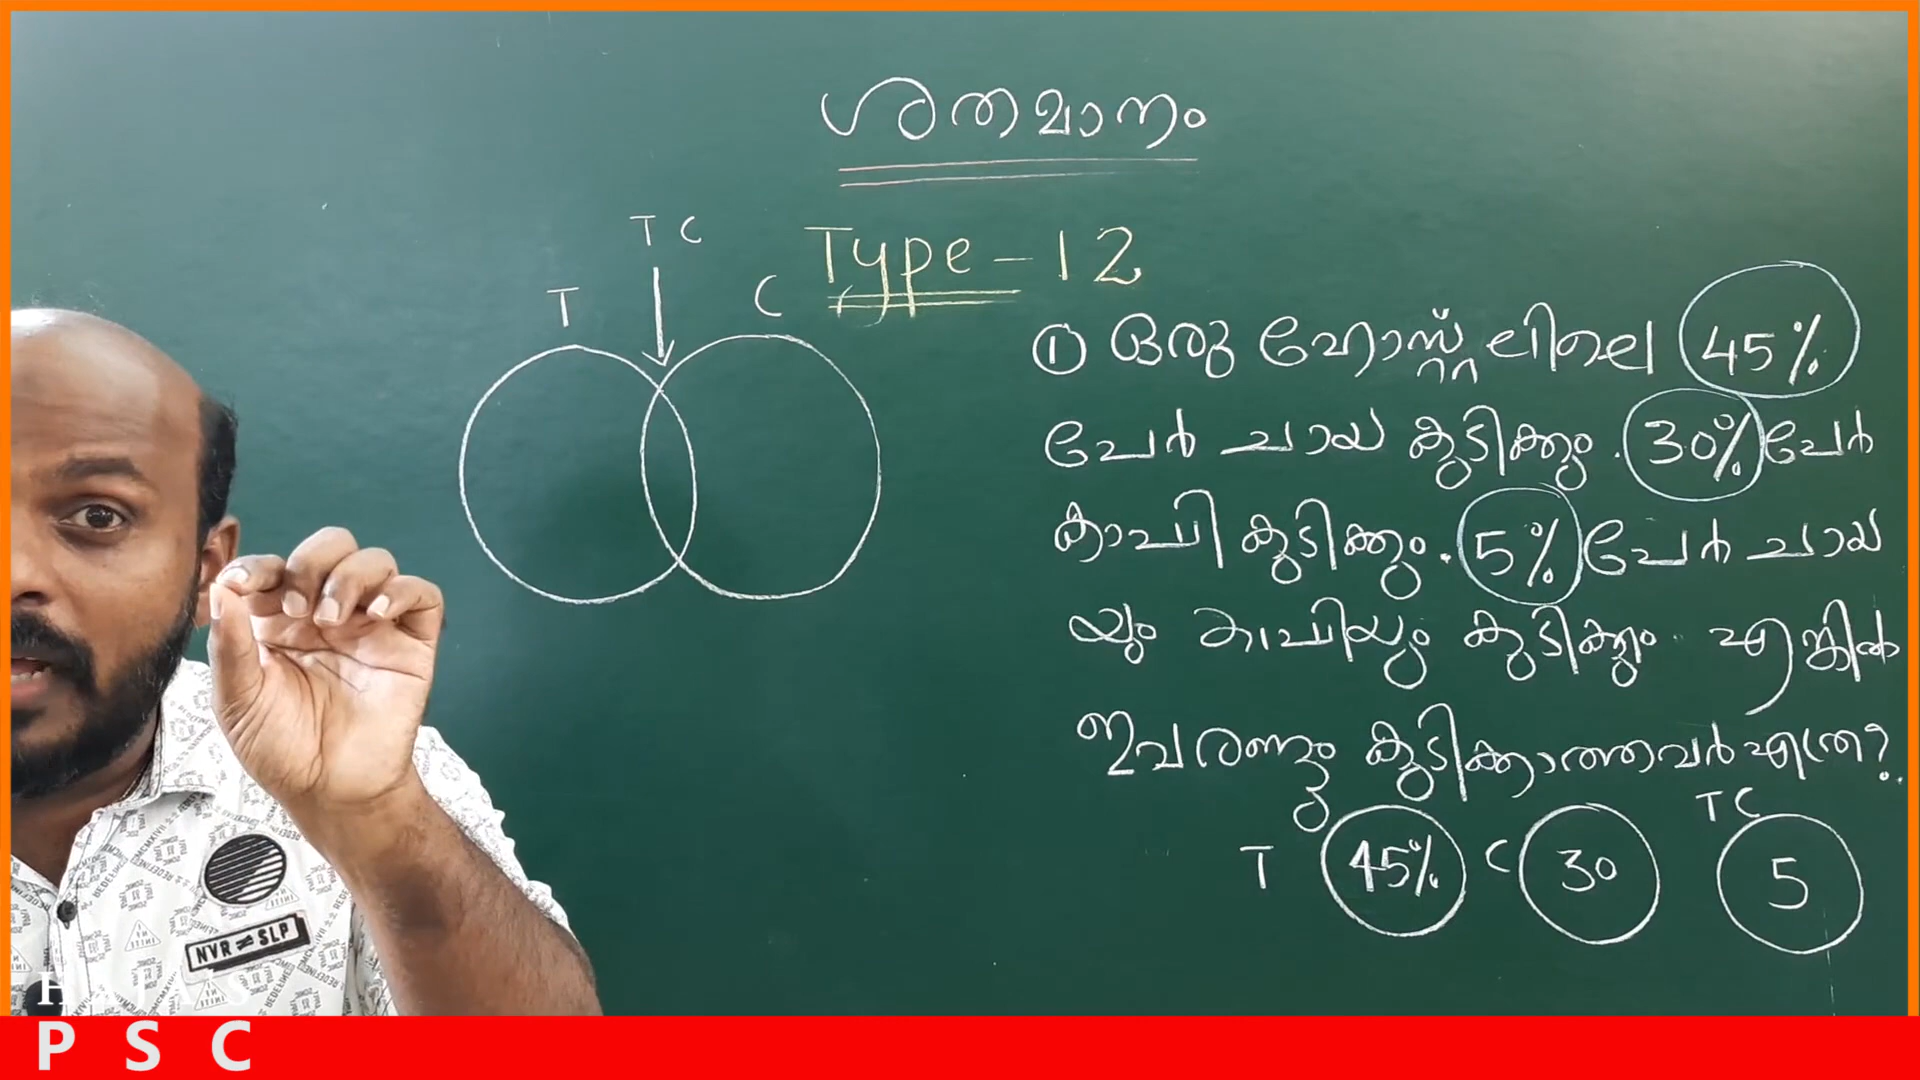 ശതമാനം
Type-12
T C
T C
① ഒരു ഹോസ്റ്റലിലെ 45%
പേർ ചായ കുടിക്കും. 30% പേർ
കാപ്പി കുടിക്കും. 5% പേർ ചായ
യും കാപ്പിയും കുടിക്കും എങ്കിൽ
ഇവ രണ്ടും കുടിക്കാത്തവർ എത്ര?
TC
T 45% C 30 5
NVR ≠ SLP
PSC